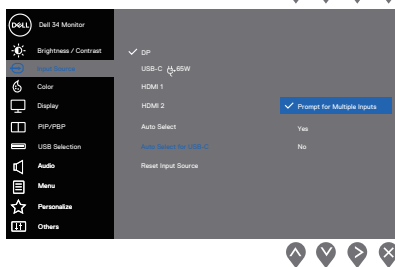 DELL
Dell 34 Monitor
Brightness / Contrast
Input Source
Color
Display
PIP/PBP
USB Selection
Audio
Menu
Personalize
Others
DP
USB-C 65W
HDMI 1
HDMI 2
Auto Select
Auto Select for USB-C
Reset Input Source
Prompt for Multiple Inputs
Yes
No